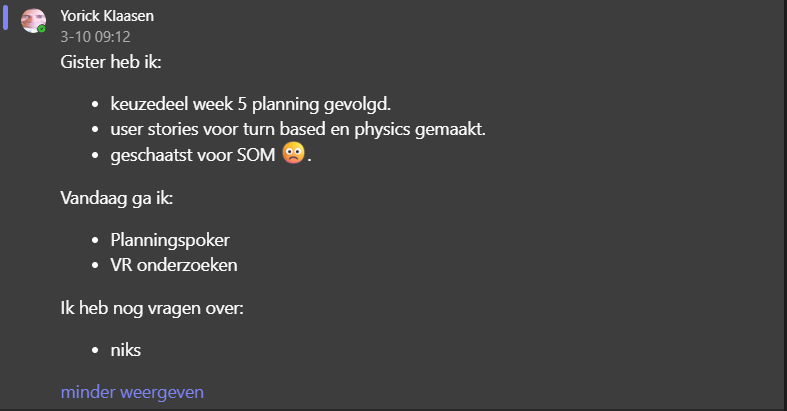 Yorick Klaasen
3-10 09:12
Gister heb ik:
• keuzedeel week 5 planning gevolgd.
• user stories voor turn based en physics gemaakt.
• geschaatst voor SOM 🙁.
Vandaag ga ik:
• Planningspoker
• VR onderzoeken
Ik heb nog vragen over:
• niks
minder weergeven